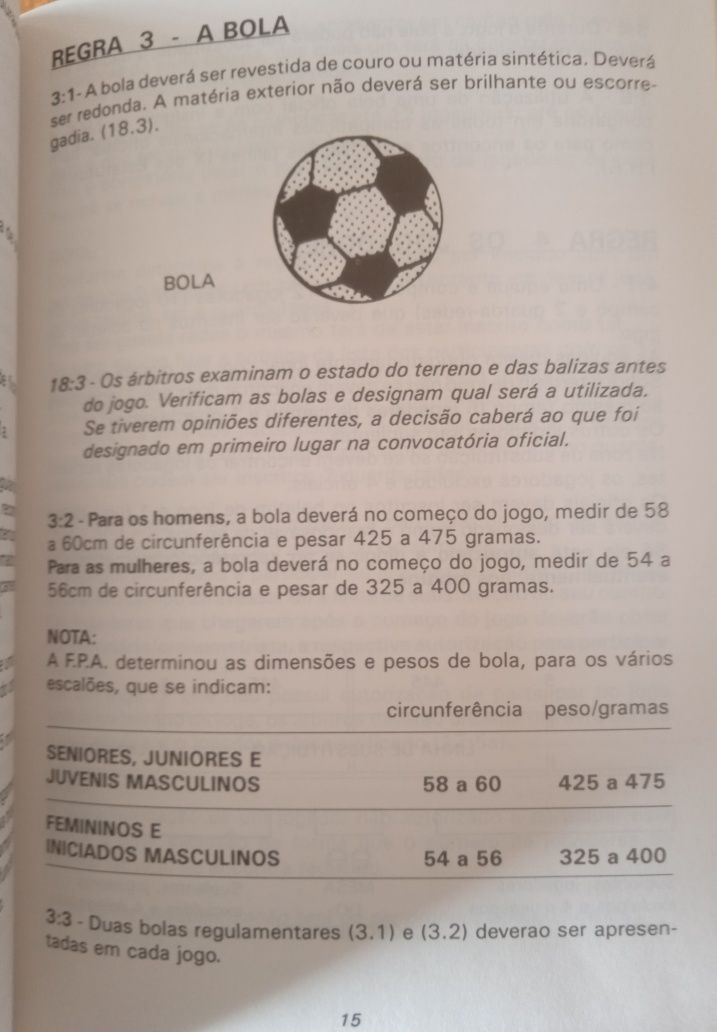 REGRA 3 - A BOLA
3:1- A bola deverá ser revestida de couro ou matéria sintética. Deverá
ser redonda. A matéria exterior não deverá ser brilhante ou escorre-
gadia. (18.3).
BOLA
18:3 - Os árbitros examinam o estado do terreno e das balizas antes
do jogo. Verificam as bolas e designam qual será a utilizada.
Se tiverem opiniões diferentes, a decisão caberá ao que foi
designado em primeiro lugar na convocatória oficial.
3:2 - Para os homens, a bola deverá no começo do jogo, medir de 58
a 60cm de circunferência e pesar 425 a 475 gramas.
Para as mulheres, a bola deverá no começo do jogo, medir de 54 a
56cm de circunferência e pesar de 325 a 400 gramas.
NOTA:
A F.P.A. determinou as dimensões e pesos de bola, para os vários
escalões, que se indicam:
circunferência peso/gramas
SENIORES, JUNIORES E
JUVENIS MASCULINOS 58 a 60 425 a 475
FEMININOS E
INICIADOS MASCULINOS 54 a 56 325 a 400
3:3 - Duas bolas regulamentares (3.1) e (3.2) deverao ser apresen-
tadas em cada jogo.
15